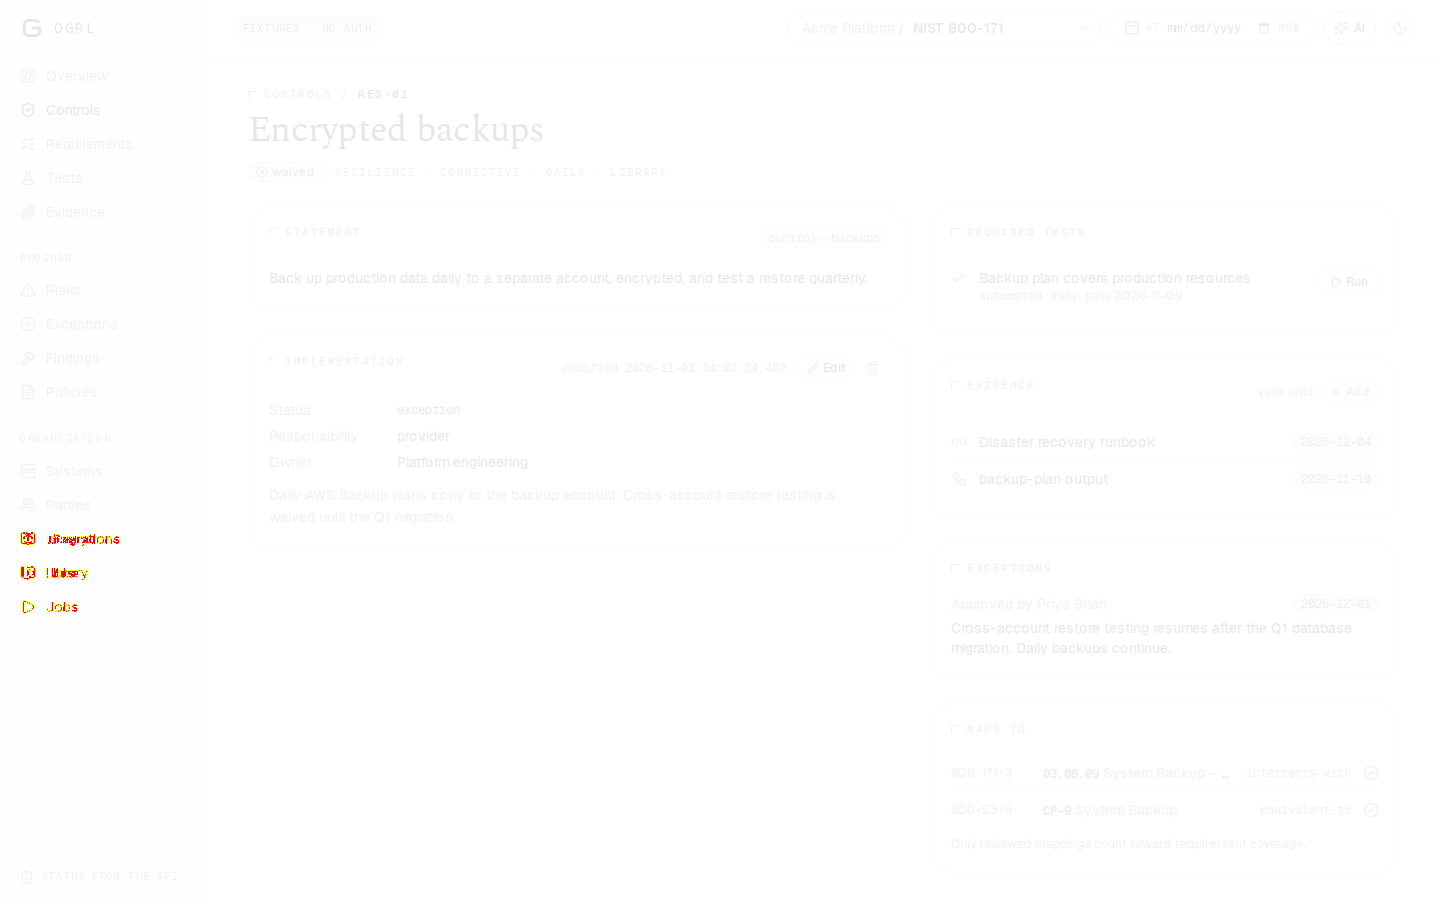 OGRL
FIXTURES NO AUTH
Acme Platform / NIST 800-171
AT mm/dd/yyyy NOW
AI
Overview
Controls
Requirements
Tests
Evidence
PROGRAM
Risks
Exceptions
Findings
Policies
ORGANIZATION
Systems
Parties
Jobs
STATUS FROM THE API
CONTROLS / RES-01
Encrypted backups
waived RESILIENCE · CORRECTIVE · DAILY · LIBRARY
STATEMENT
control--backups
Back up production data daily to a separate account, encrypted, and test a restore quarterly.
IMPLEMENTATION
modified 2026-11-01 14:02:24.482 Edit
Status exception
Responsibility provider
Owner Platform engineering
Daily AWS Backup plans copy to the backup account. Cross-account restore testing is
waived until the Q1 migration.
REQUIRED TESTS
Backup plan covers production resources
automated · daily · pass 2026-11-09
Run
EVIDENCE
valid until + Add
Disaster recovery runbook 2026-12-04
backup-plan output 2026-11-10
EXCEPTIONS
Approved by Priya Shah 2026-12-01
Cross-account restore testing resumes after the Q1 database
migration. Daily backups continue.
MAPS TO
800-171 r3 03.08.09 System Backup – … intersects-with
800-53 r5 CP-9 System Backup equivalent-to
Only reviewed mappings count toward requirement coverage.